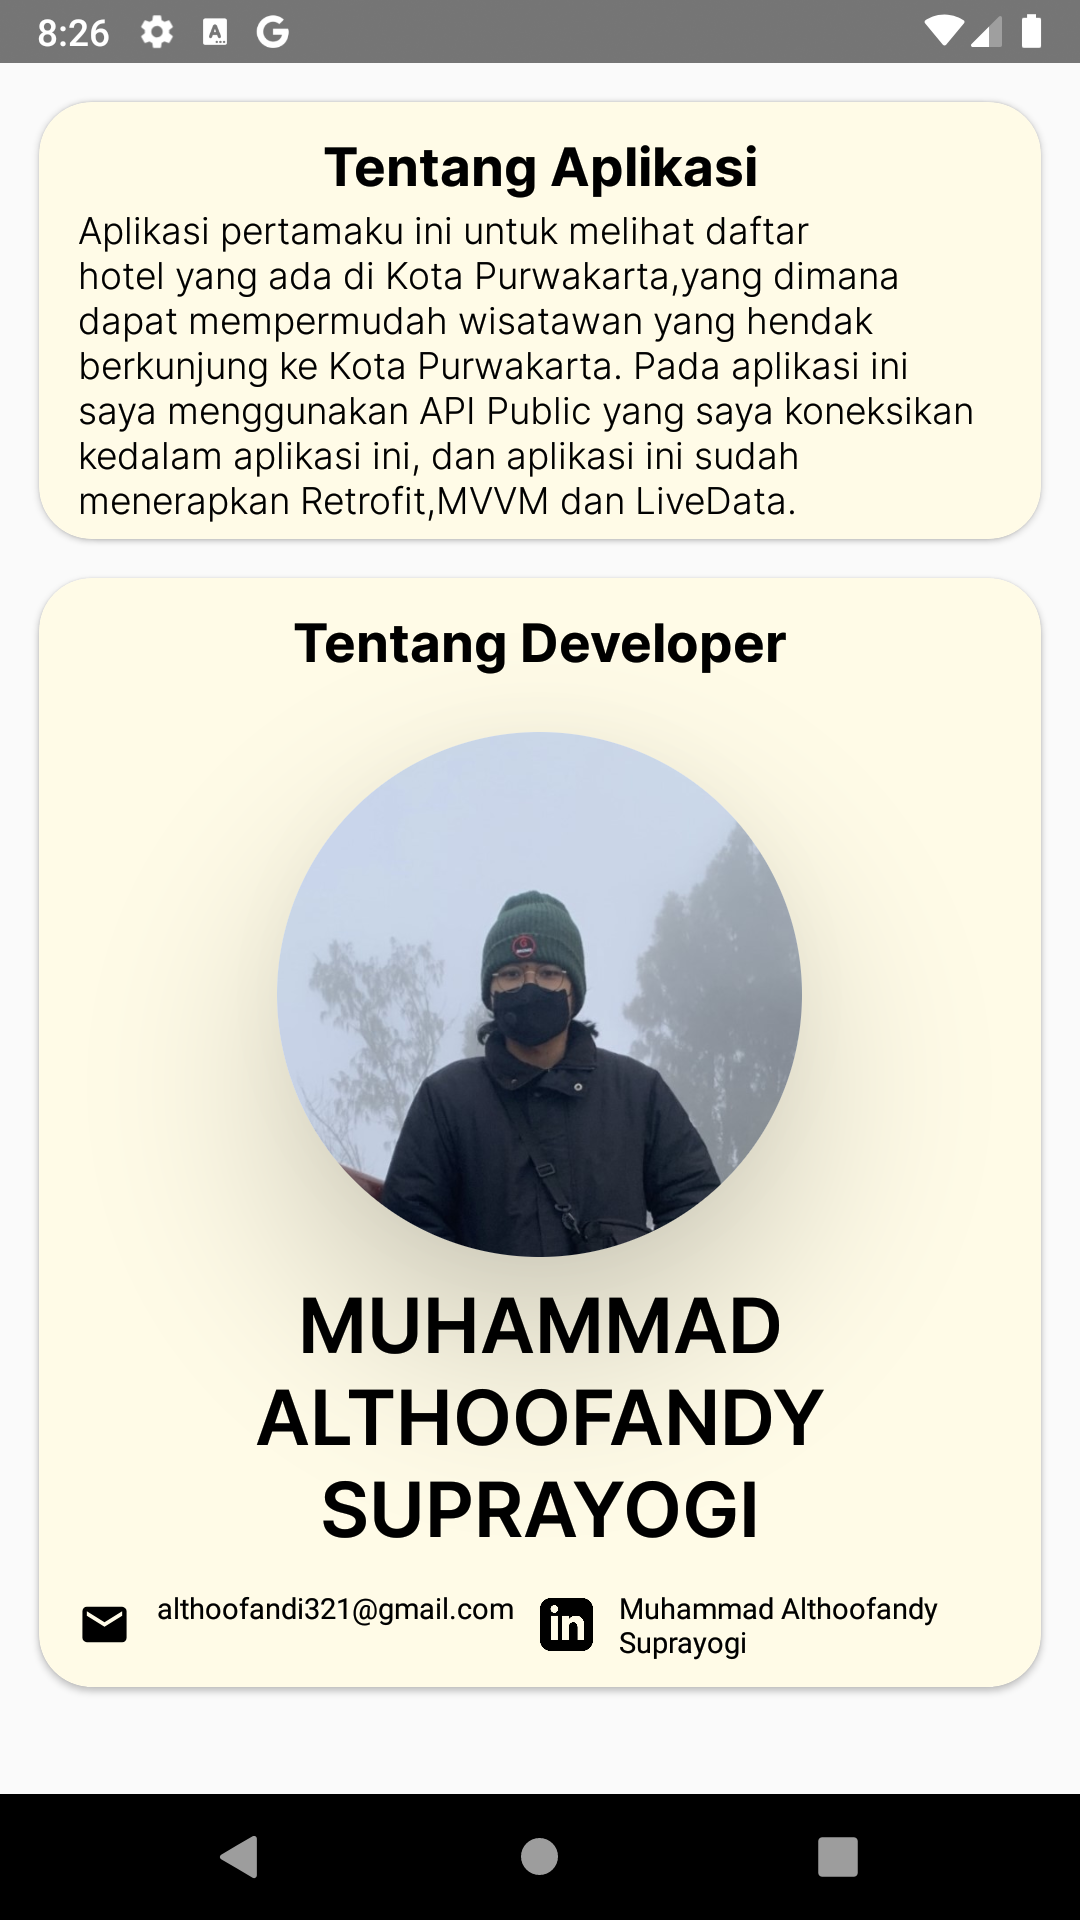 8:26
Tentang Aplikasi
Aplikasi pertamaku ini untuk melihat daftar
hotel yang ada di Kota Purwakarta,yang dimana
dapat mempermudah wisatawan yang hendak
berkunjung ke Kota Purwakarta. Pada aplikasi ini
saya menggunakan API Public yang saya koneksikan
kedalam aplikasi ini, dan aplikasi ini sudah
menerapkan Retrofit,MVVM dan LiveData.
Tentang Developer
MUHAMMAD
ALTHOOFANDY
SUPRAYOGI
althoofandi321@gmail.com
in
Muhammad Althoofandy
Suprayogi